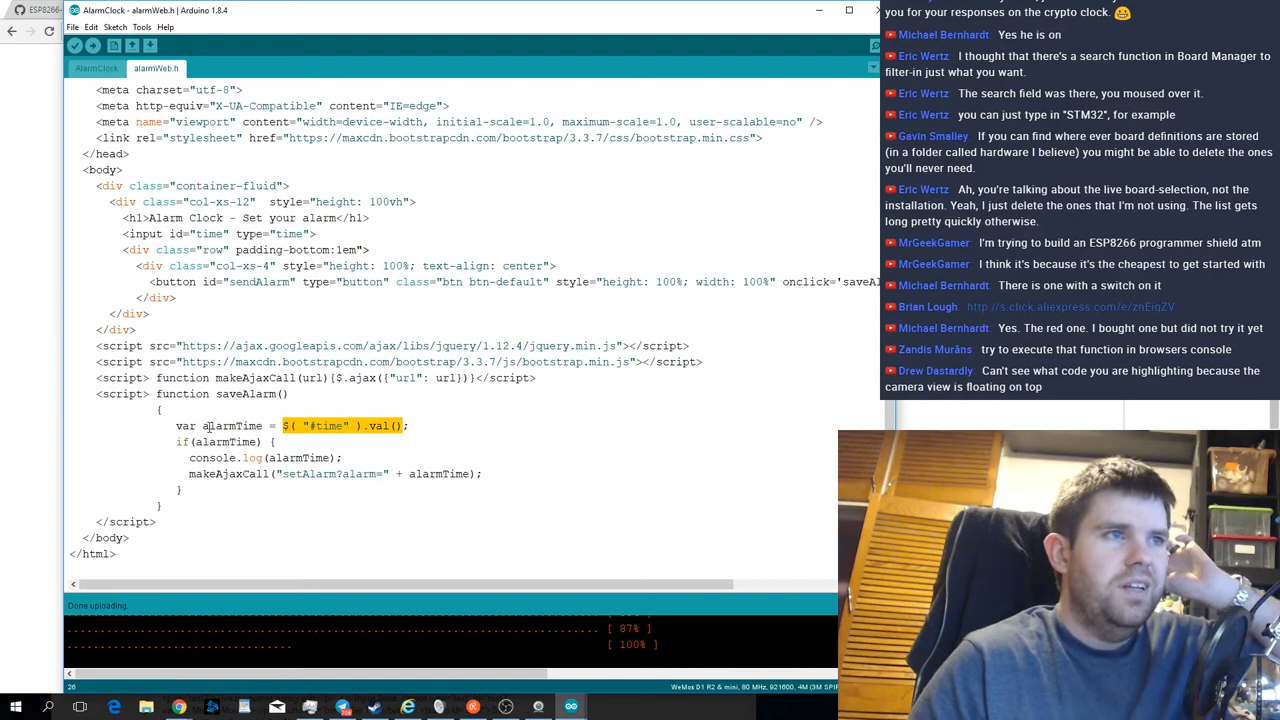 ESP8266-
AlarmClock - alarmWeb.h | Arduino 1.8.4
File Edit Sketch Tools Help
AlarmClock alarmWeb.h
<meta charset="utf-8">
<meta http-equiv="X-UA-Compatible" content="IE=edge">
<meta name="viewport" content="width=device-width, initial-scale=1.0, maximum-scale=1.0, user-scalable=no" />
<link rel="stylesheet" href="https://maxcdn.bootstrapcdn.com/bootstrap/3.3.7/css/bootstrap.min.css">
</head>
<body>
<div class="container-fluid">
<div class="col-xs-12"  style="height: 100vh">
<h1>Alarm Clock - Set your alarm</h1>
<input id="time" type="time">
<div class="row" padding-bottom:1em">
<div class="col-xs-4" style="height: 100%; text-align: center">
<button id="sendAlarm" type="button" class="btn btn-default" style="height: 100%; width: 100%" onclick='saveAl
</div>
</div>
</div>
<script src="https://ajax.googleapis.com/ajax/libs/jquery/1.12.4/jquery.min.js"></script>
<script src="https://maxcdn.bootstrapcdn.com/bootstrap/3.3.7/js/bootstrap.min.js"></script>
<script> function makeAjaxCall(url){$.ajax({"url": url})}</script>
<script> function saveAlarm()
{
var alarmTime = $( "#time" ).val();
if(alarmTime) {
console.log(alarmTime);
makeAjaxCall("setAlarm?alarm=" + alarmTime);
}
}
</script>
</body>
</html>
Done uploading.
[ 87% ]
[ 100% ]
26
WeMos D1 R2 & mini, 80 MHz, 921600, 4M (3M SPIF
you for your responses on the crypto clock. 😀
Michael Bernhardt Yes he is on
Eric Wertz I thought that there's a search function in Board Manager to
filter-in just what you want.
Eric Wertz The search field was there, you moused over it.
Eric Wertz you can just type in "STM32", for example
Gavin Smalley If you can find where ever board definitions are stored
(in a folder called hardware I believe) you might be able to delete the ones
you'll never need.
Eric Wertz Ah, you're talking about the live board-selection, not the
installation. Yeah, I just delete the ones that I'm not using. The list gets
long pretty quickly otherwise.
MrGeekGamer I'm trying to build an ESP8266 programmer shield atm
MrGeekGamer I think it's because it's the cheapest to get started with
Michael Bernhardt There is one with a switch on it
Brian Lough http://s.click.aliexpress.com/e/znEiqZV
Michael Bernhardt Yes. The red one. I bought one but did not try it yet
Zandis Murāns try to execute that function in browsers console
Drew Dastardly Can't see what code you are highlighting because the
camera view is floating on top